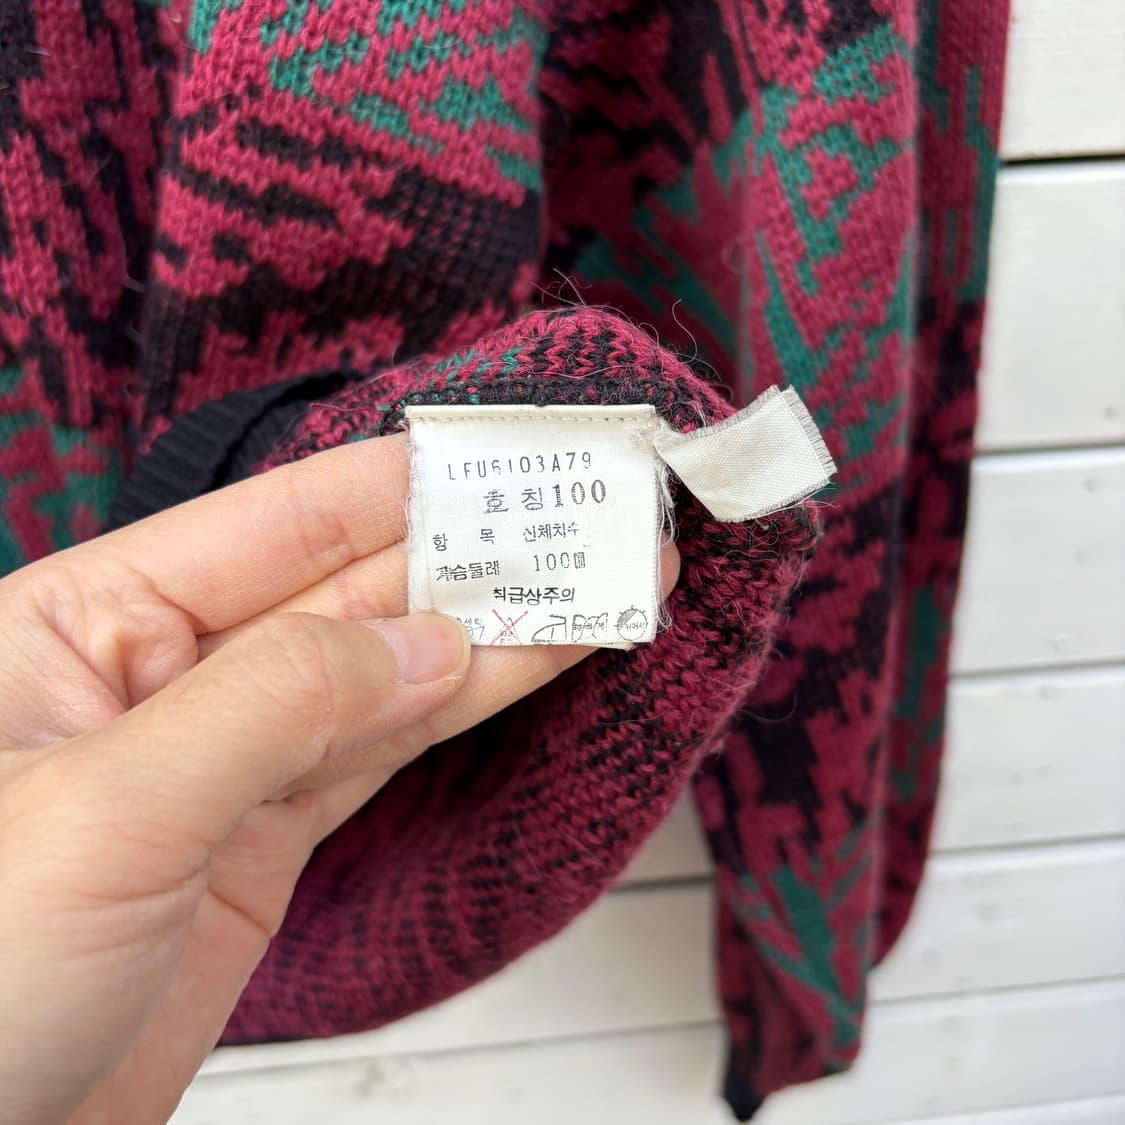 LFU6103A79
호칭100
항 목 신체치수
가슴둘레 100㎝
취급상주의